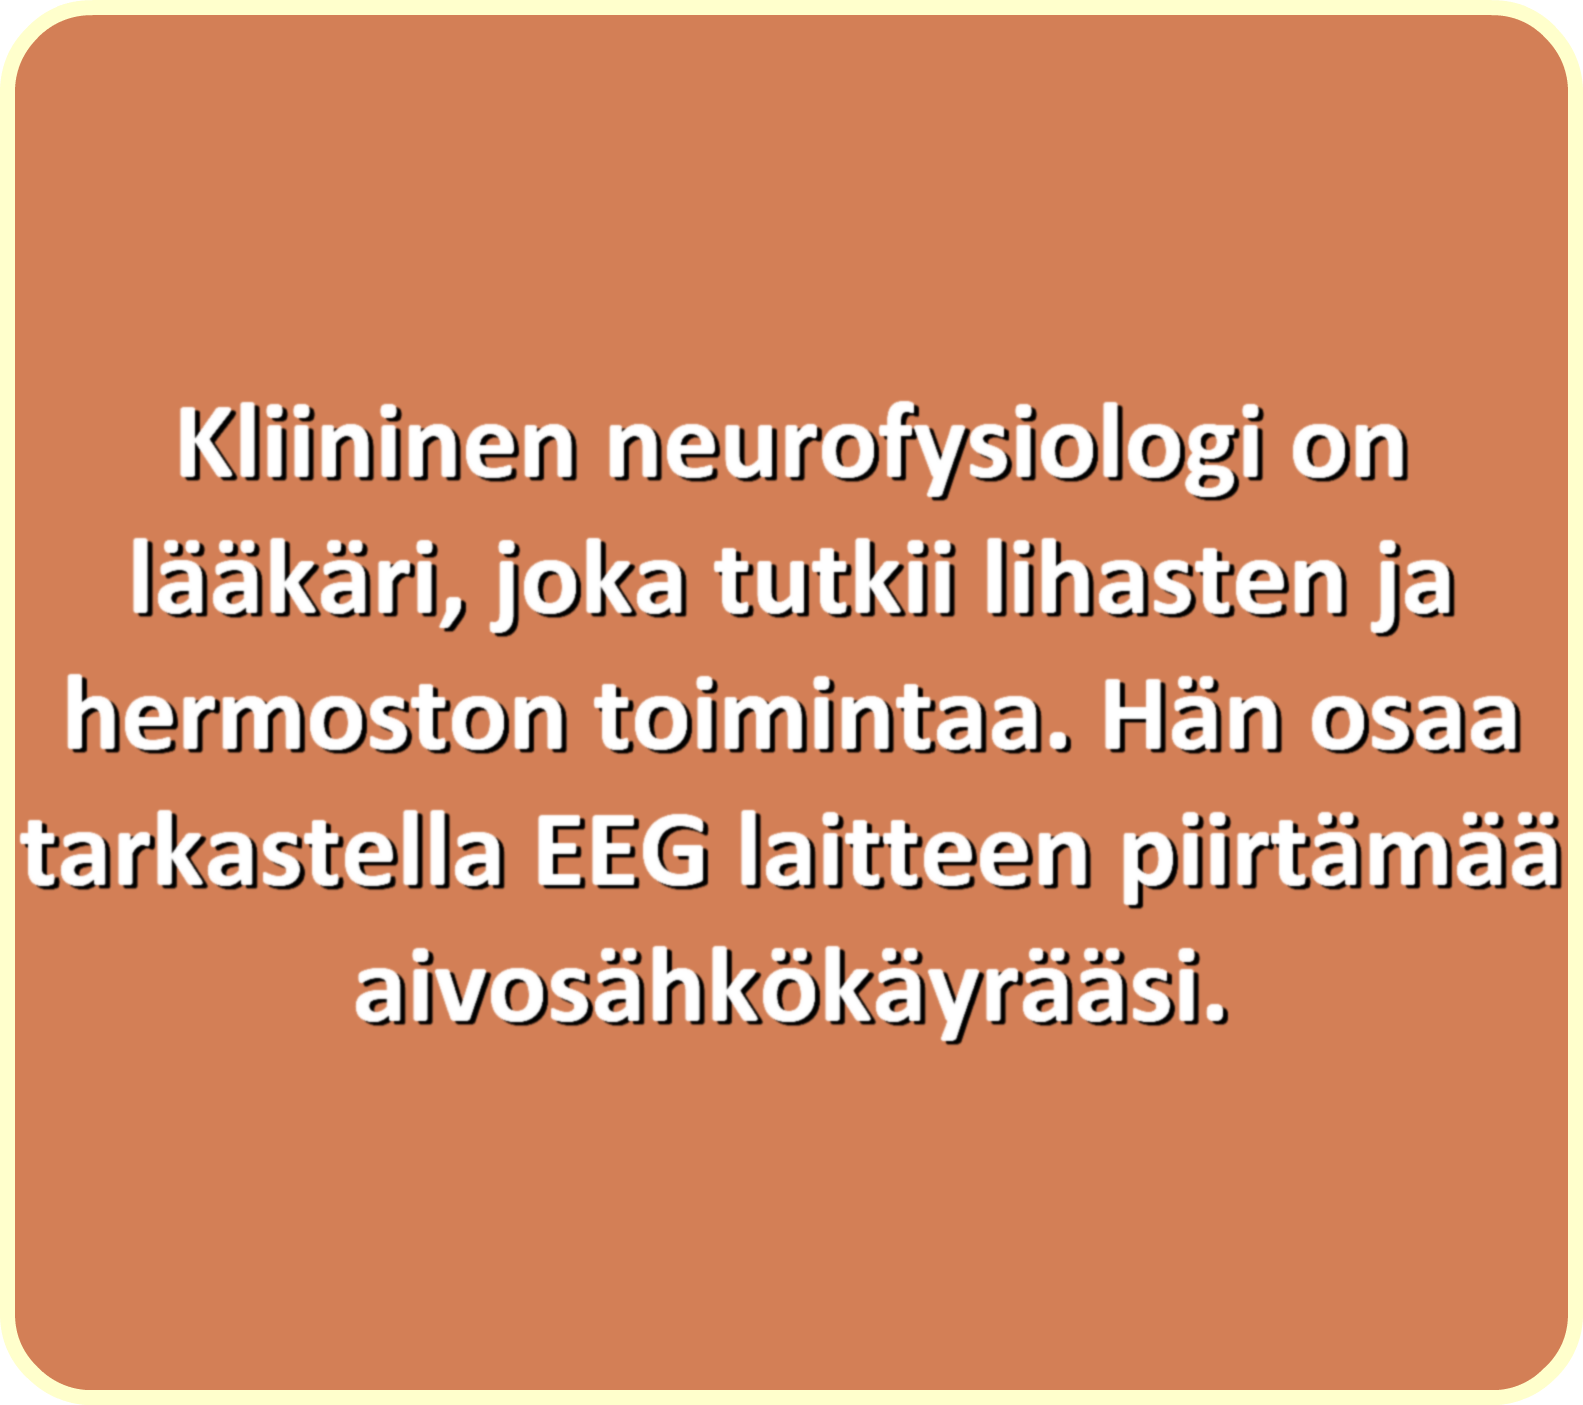 Kliininen neurofysiologi on
lääkäri, joka tutkii lihasten ja
hermoston toimintaa. Hän osaa
tarkastella EEG laitteen piirtämää
aivosähkökäyrääsi.